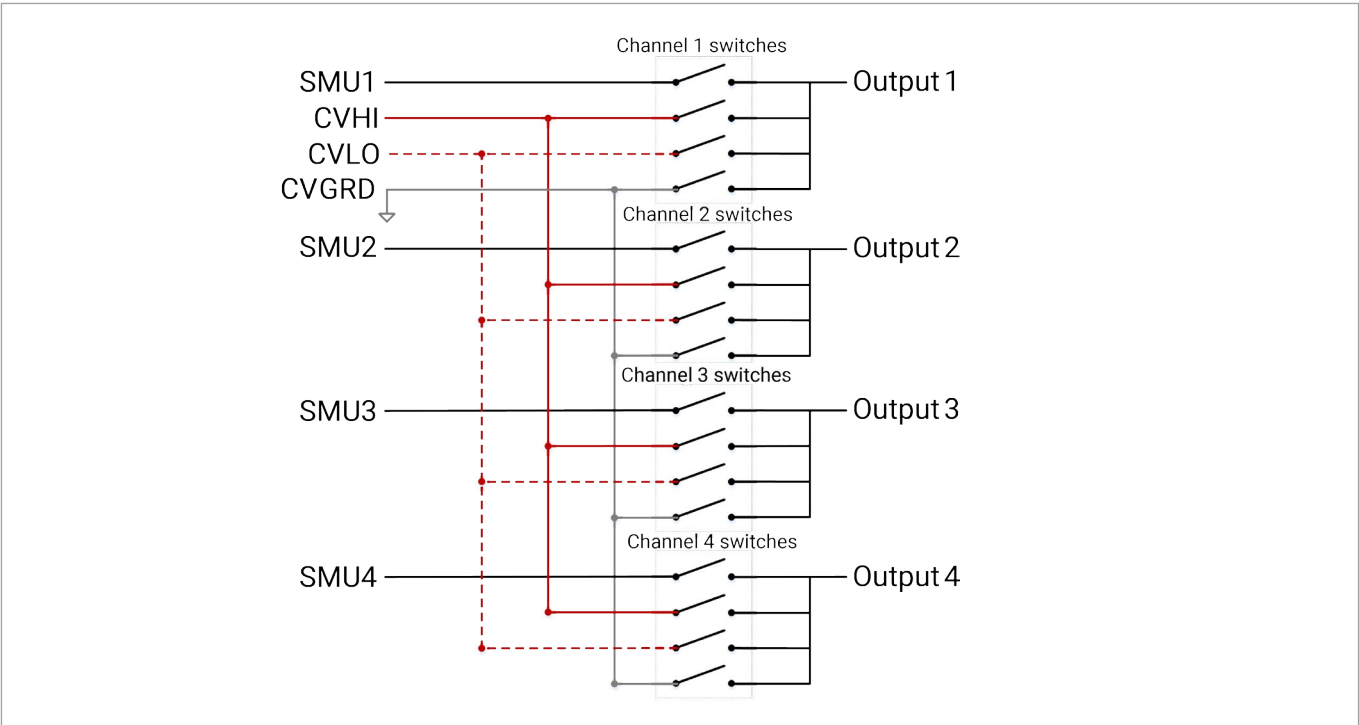 Channel 1 switches
SMU1
Output 1
CVHI
CVLO
CVGRD
Channel 2 switches
SMU2
Output 2
Channel 3 switches
SMU3
Output 3
Channel 4 switches
SMU4
Output 4